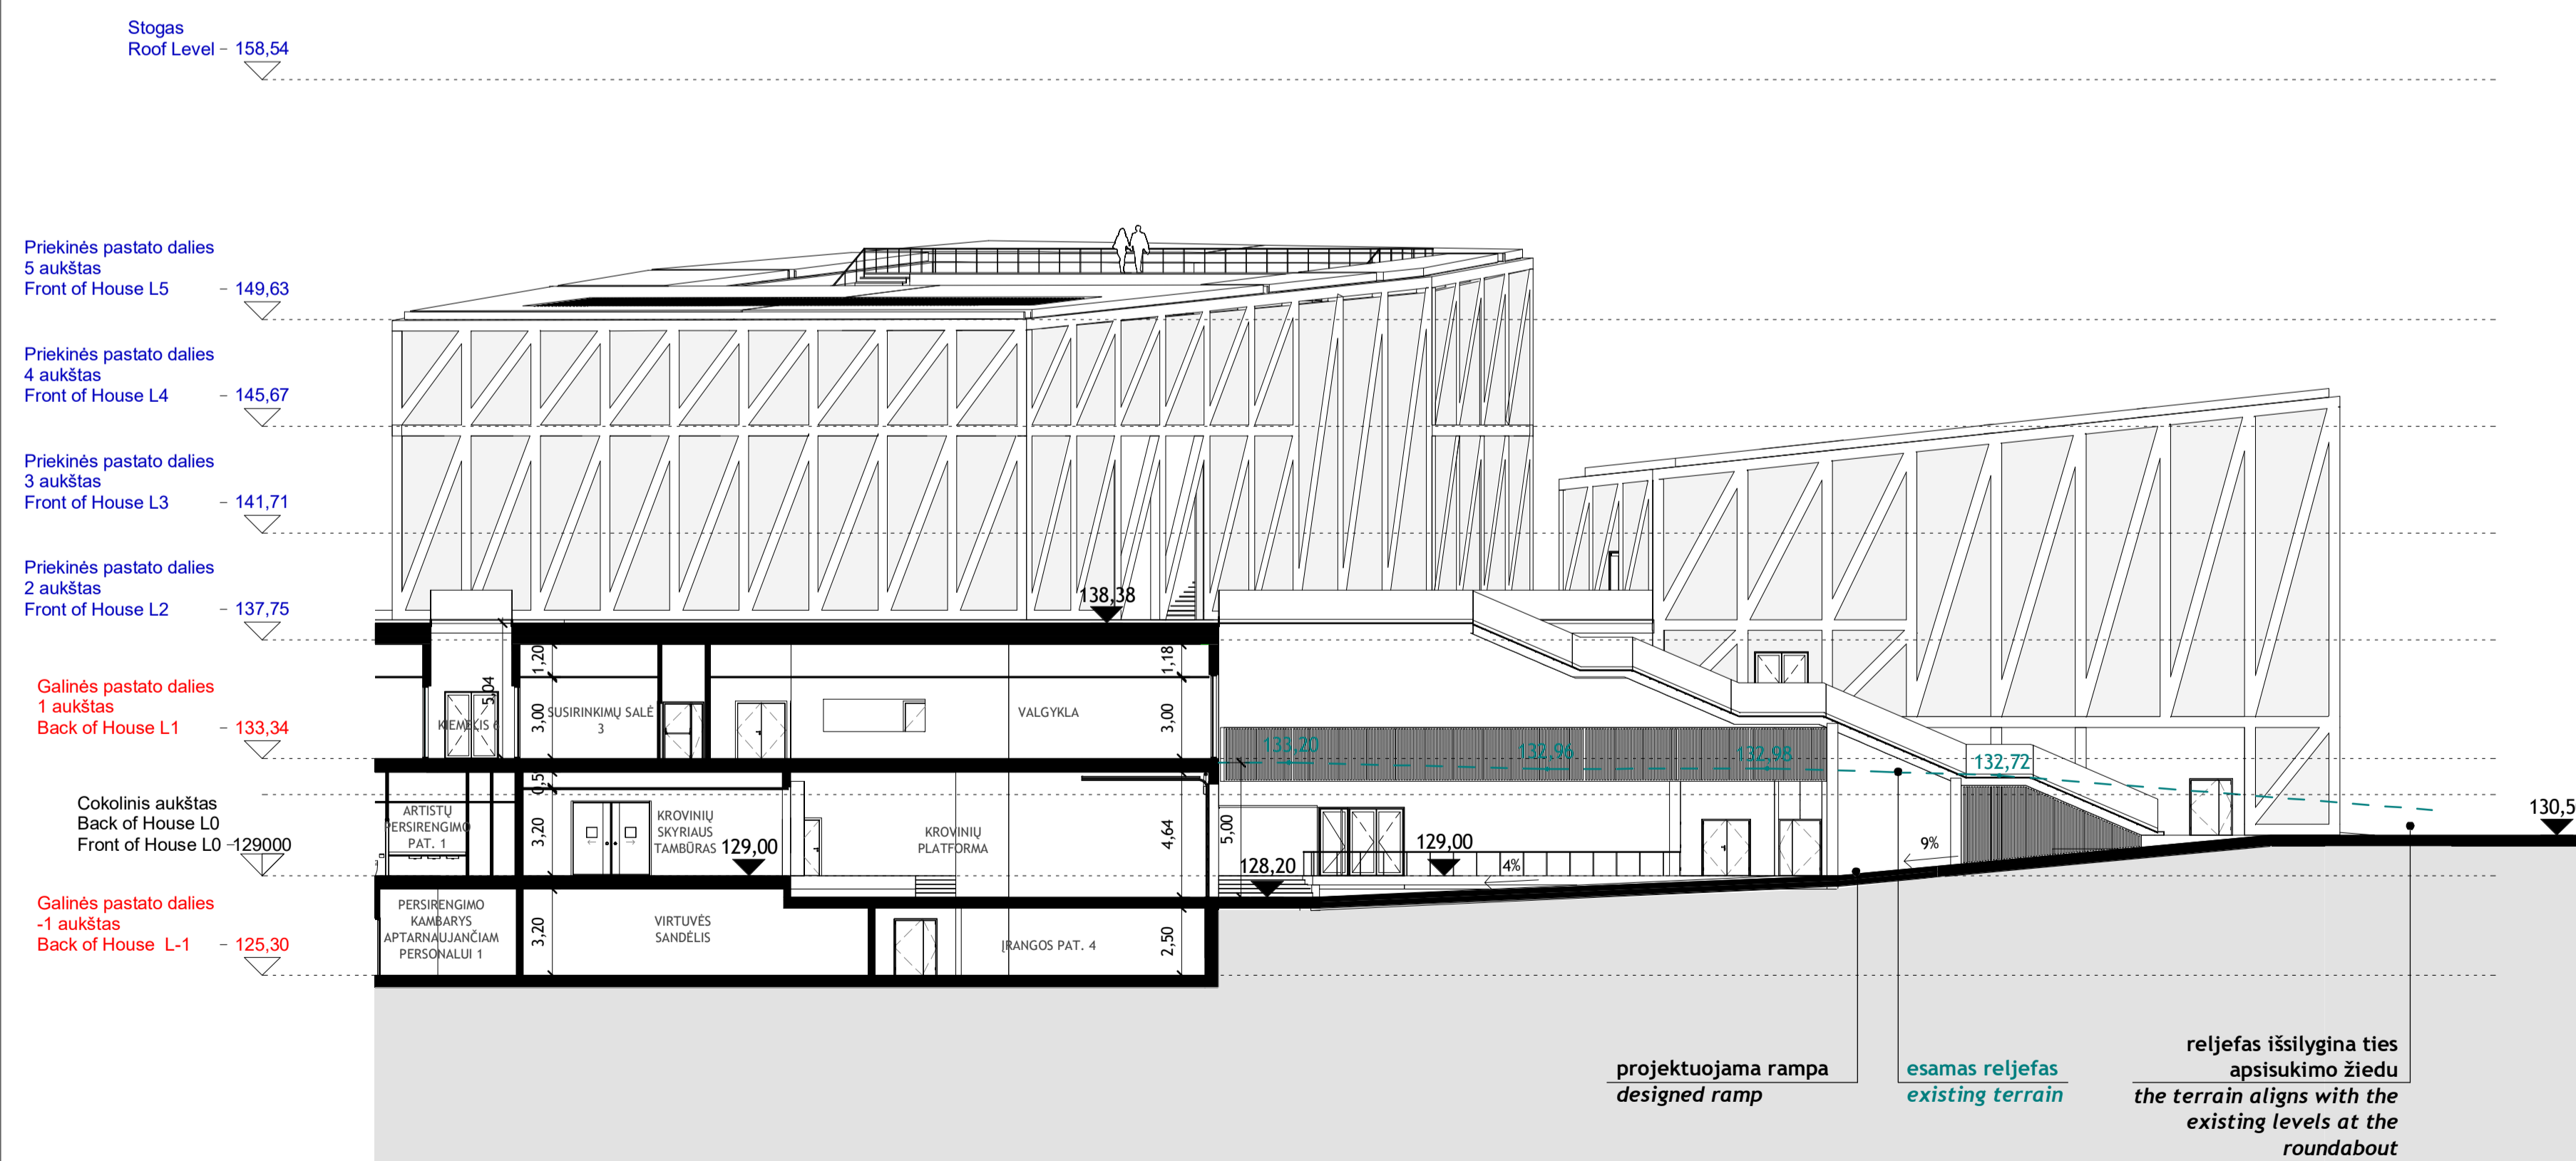 Stogas
Roof Level - 158,54
Priekinės pastato dalies
5 aukštas
Front of House L5 - 149,63
Priekinės pastato dalies
4 aukštas
Front of House L4 - 145,67
Priekinės pastato dalies
3 aukštas
Front of House L3 - 141,71
Priekinės pastato dalies
2 aukštas
Front of House L2 - 137,75
Galinės pastato dalies
1 aukštas
Back of House L1 - 133,34
Cokolinis aukštas
Back of House L0
Front of House L0 -129000
Galinės pastato dalies
-1 aukštas
Back of House L-1 - 125,30
138,38
1,20
1,18
5,04
3,00
3,00
KIEMELIS 6
SUSIRINKIMŲ SALĖ
3
VALGYKLA
133,20
132,96
132,98
132,72
0,5
ARTISTŲ
PERSIRENGIMO
PAT. 1
3,20
KROVINIŲ
SKYRIAUS
TAMBŪRAS
129,00
KROVINIŲ
PLATFORMA
4,64
5,00
128,20
129,00
4%
9%
130,5
PERSIRENGIMO
KAMBARYS
APTARNAUJANČIAM
PERSONALUI 1
3,20
VIRTUVĖS
SANDĖLIS
ĮRANGOS PAT. 4
2,50
projektuojama rampa
designed ramp
esamas reljefas
existing terrain
reljefas išsilygina ties
apsisukimo žiedu
the terrain aligns with the
existing levels at the
roundabout